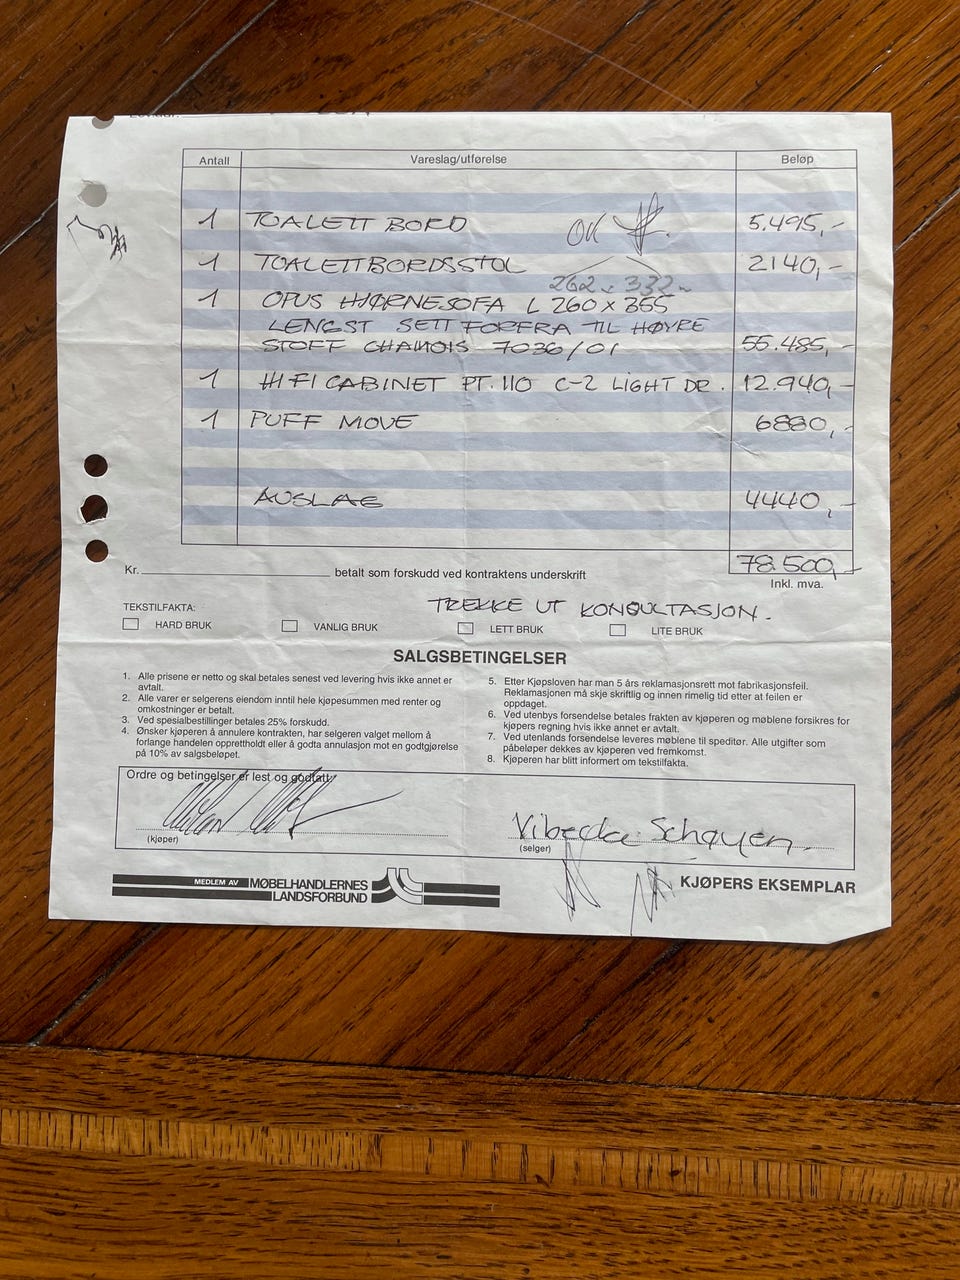 Antall Vareslag/utførelse Beløp
1 TOALETT BORD OK 5.495,-
1 TOALETTBORDSSTOL 2140,-
262 x 332
1 OPUS HJØRNESOFA L 260 x 355
LENGST SETT FORFRA TIL HØYRE
STOFF CHAMOIS 7036/01 55.485,-
1 HIFI CABINET PT. 110 C-2 LIGHT DR. 12.940,-
1 PUFF MOVE 6880,-
AVSLAG 4440,-
78.500,-
Kr. betalt som forskudd ved kontraktens underskrift
Inkl. mva.
TREKKE UT KONSULTASJON.
TEKSTILFAKTA:
HARD BRUK VANLIG BRUK LETT BRUK LITE BRUK
SALGSBETINGELSER
1. Alle prisene er netto og skal betales senest ved levering hvis ikke annet er
avtalt.
2. Alle varer er selgerens eiendom inntil hele kjøpesummen med renter og
omkostninger er betalt.
3. Ved spesialbestillinger betales 25% forskudd.
4. Ønsker kjøperen å annulere kontrakten, har selgeren valget mellom å
forlange handelen opprettholdt eller å godta annulasjon mot en godtgjørelse
på 10% av salgsbeløpet.
5. Etter Kjøpsloven har man 5 års reklamasjonsrett mot fabrikasjonsfeil.
Reklamasjonen må skje skriftlig og innen rimelig tid etter at feilen er
oppdaget.
6. Ved utenbys forsendelse betales frakten av kjøperen og møblene forsikres for
kjøpers regning hvis ikke annet er avtalt.
7. Ved utenlands forsendelse leveres møblene til speditør. Alle utgifter som
påbeløper dekkes av kjøperen ved fremkomst.
8. Kjøperen har blitt informert om tekstilfakta.
Ordre og betingelser er lest og godtatt
Vibecke Schøyen
(kjøper) (selger)
MEDLEM AV MØBELHANDLERNES
LANDSFORBUND
KJØPERS EKSEMPLAR